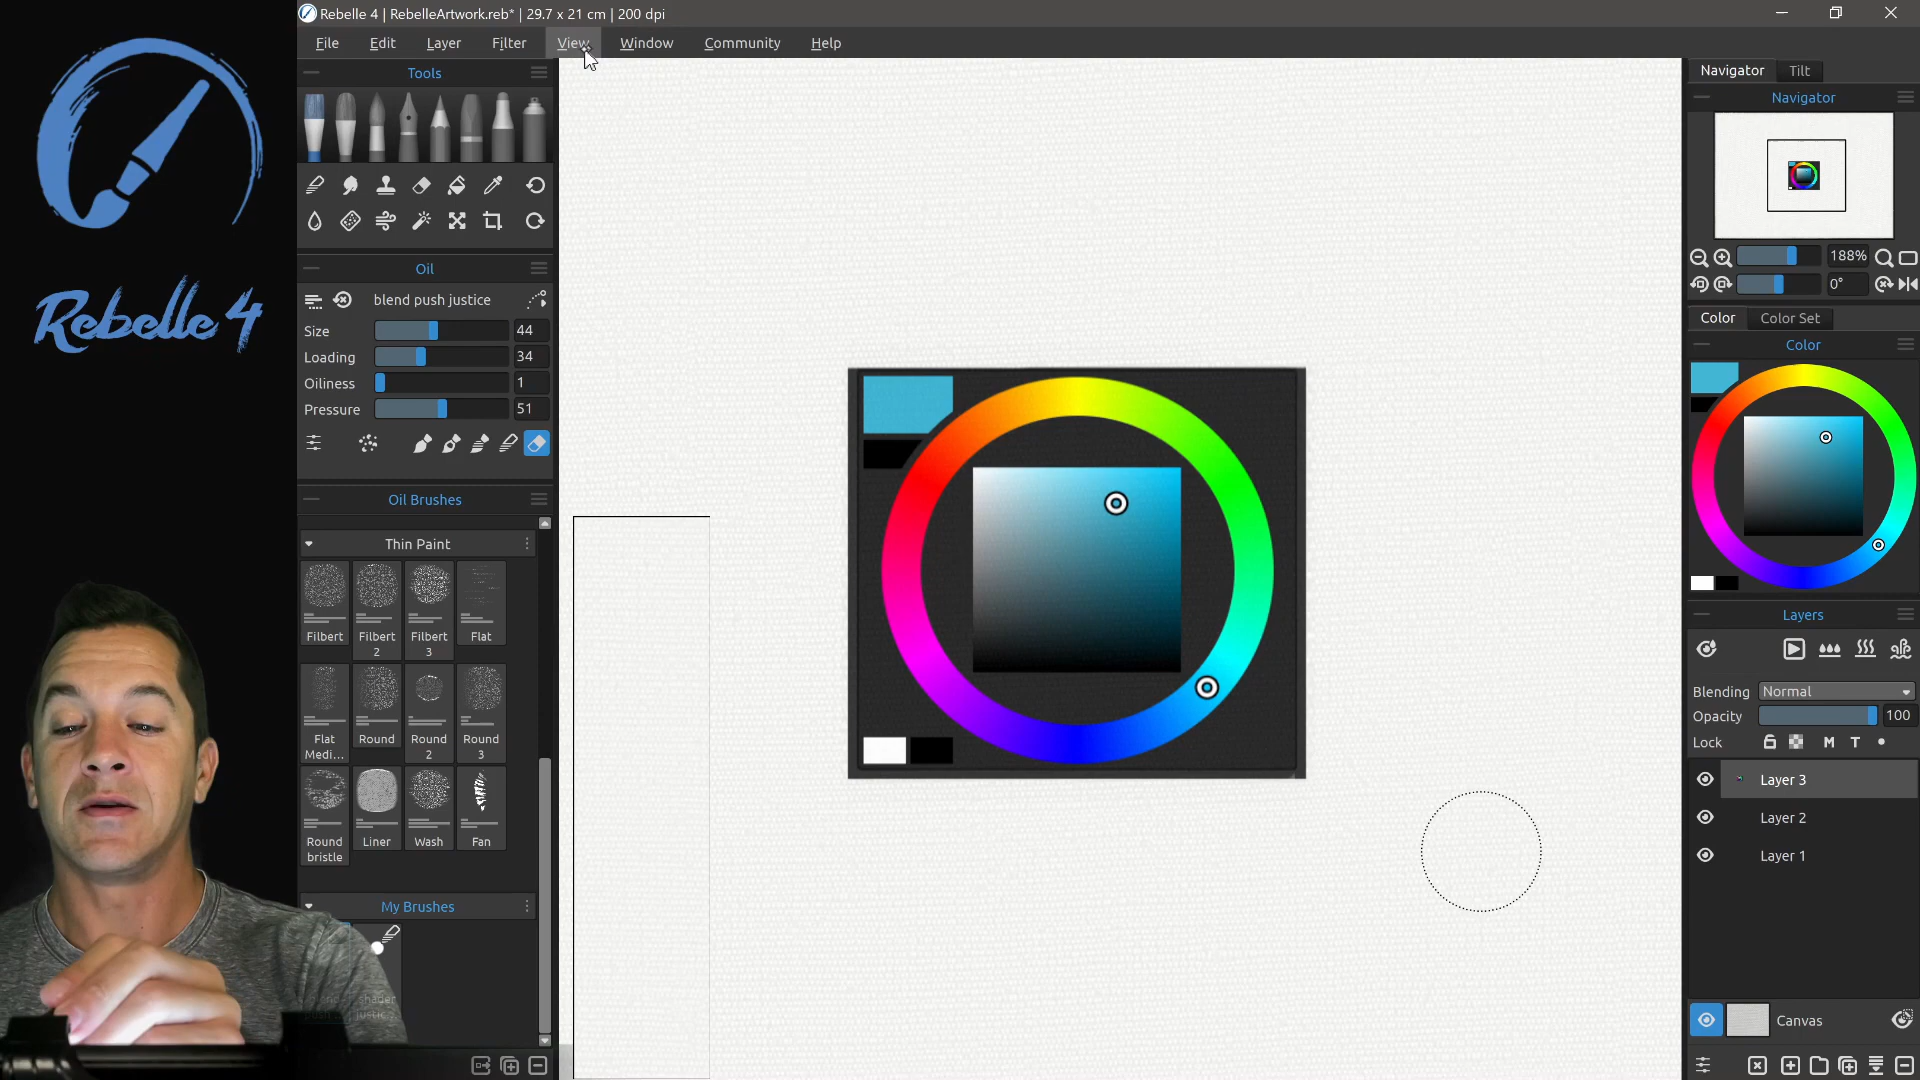 Rebelle 4 | RebelleArtwork.reb* | 29.7 x 21 cm | 200 dpi
File Edit Layer Filter View Window Community Help
Rebelle 4
Tools
Oil
blend push justice
Size 44
Loading 34
Oiliness 1
Pressure 51
Oil Brushes
Thin Paint
Filbert
Filbert 2
Filbert 3
Flat
Flat Medi...
Round
Round 2
Round 3
Round bristle
Liner
Wash
Fan
My Brushes
Navigator Tilt
Navigator
188%
0°
Color Color Set
Color
Layers
Blending Normal
Opacity 100
Lock M T
Layer 3
Layer 2
Layer 1
Canvas